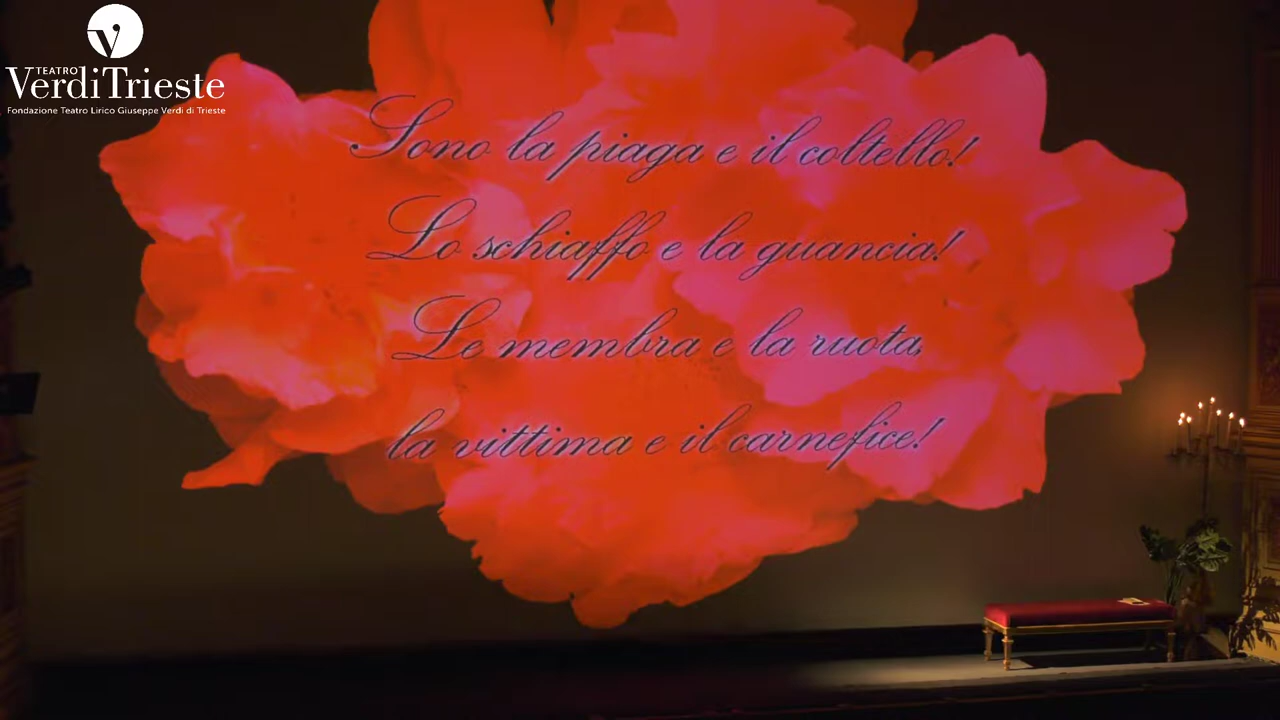 TEATRO
VerdiTrieste
Fondazione Teatro Lirico Giuseppe Verdi di Trieste
Sono la piaga e il coltello!
Lo schiaffo e la guancia!
Le membra e la ruota,
la vittima e il carnefice!